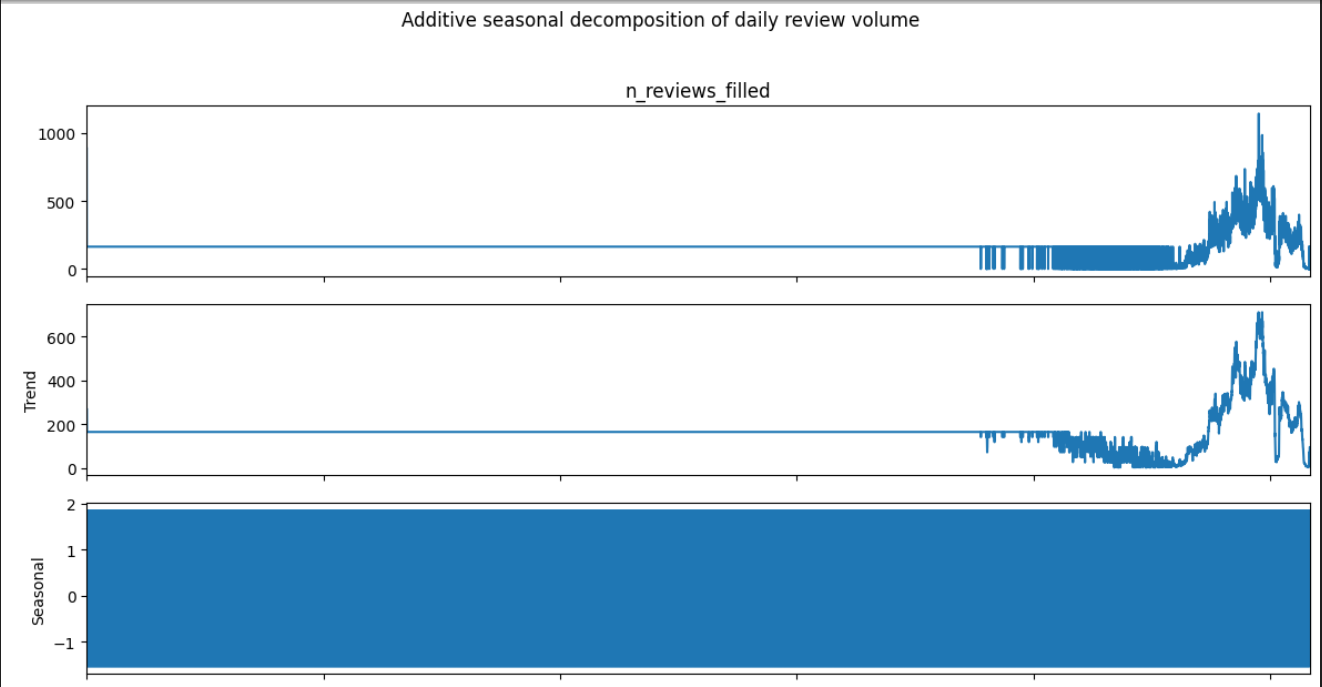 Additive seasonal decomposition of daily review volume
n_reviews_filled
1000
500
0
Trend
600
400
200
0
Seasonal
2
1
0
−1